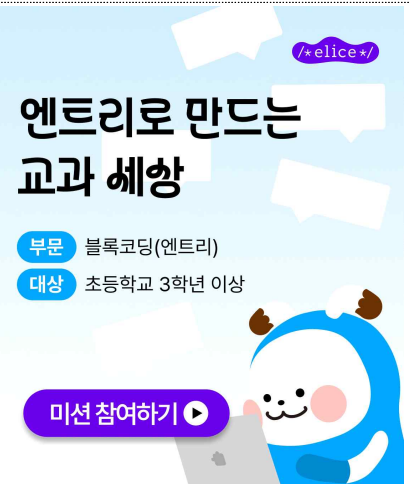 /*elice*/
엔트리로 만드는
교과 세상
부문 블록코딩(엔트리)
대상 초등학교 3학년 이상
미션 참여하기